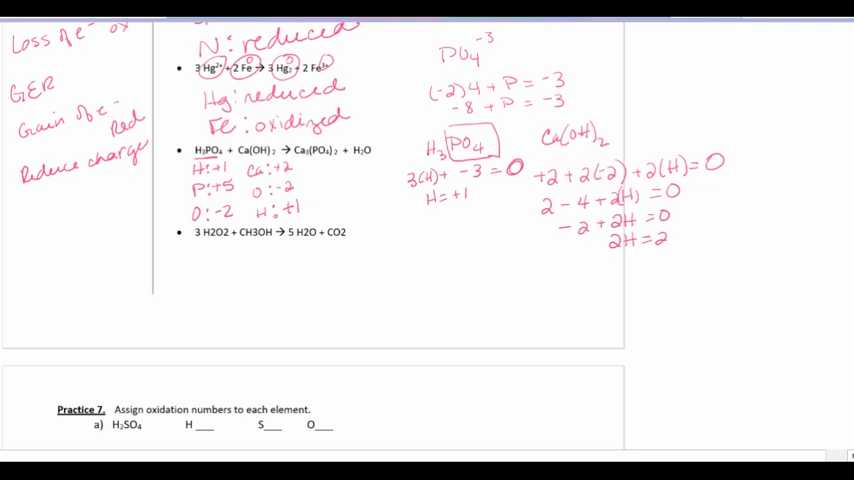 Loss of e- ox
GER
Gain of e-
Red
Reduce charge
N: reduced
• 3 Hg²⁺ + 2 Fe → 3 Hg₂ + 2 Fe³⁺
0 0
Hg: reduced
Fe: oxidized
• H₃PO₄ + Ca(OH)₂ → Ca₃(PO₄)₂ + H₂O
H: +1 Ca: +2
P: +5 O: -2
O: -2 H: +1
• 3 H2O2 + CH3OH → 5 H2O + CO2
PO₄⁻³
(-2)4 + P = -3
-8 + P = -3
H₃ PO₄
3(H) + -3 = 0
H = +1
Ca(OH)₂
+2 + 2(-2) + 2(H) = 0
2 - 4 + 2(H) = 0
-2 + 2H = 0
2H = 2
Practice 7. Assign oxidation numbers to each element.
a) H₂SO₄ H ___ S___ O___